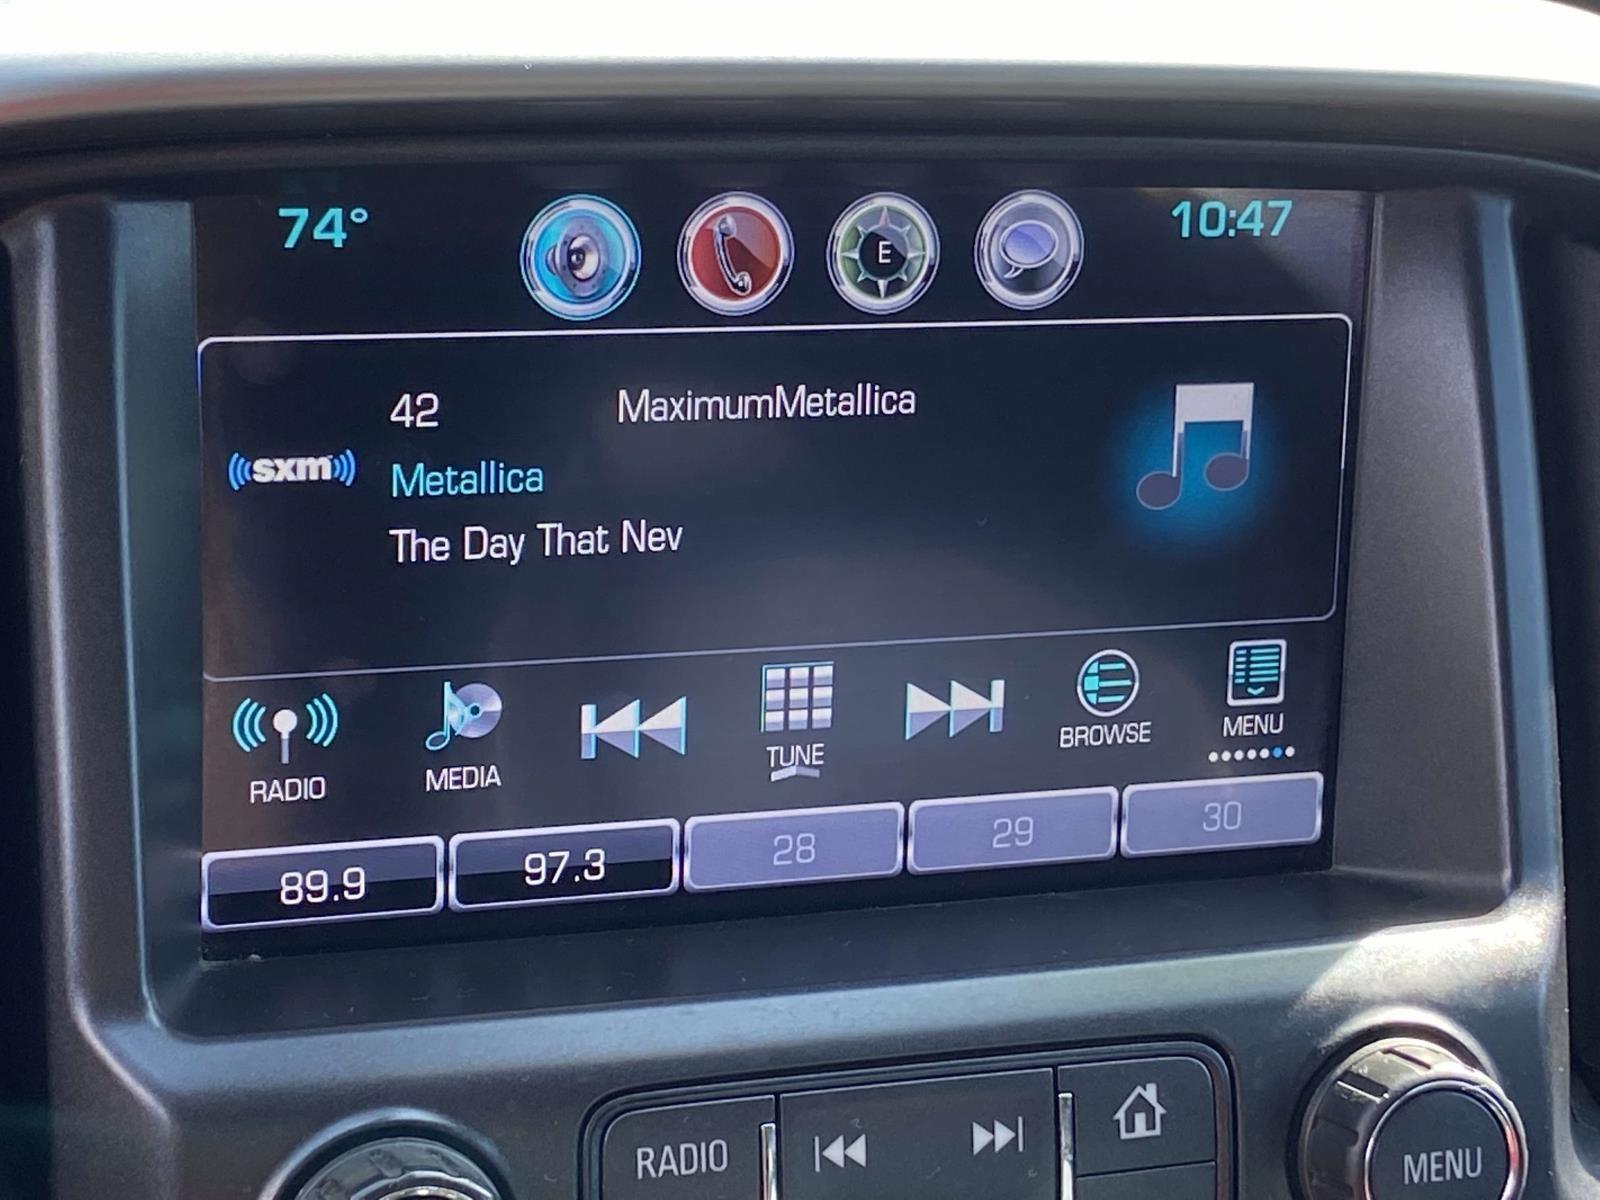 74°
E
10:47
42
MaximumMetallica
sxm
Metallica
The Day That Nev
RADIO
MEDIA
TUNE
BROWSE
MENU
89.9
97.3
28
29
30
RADIO
MENU